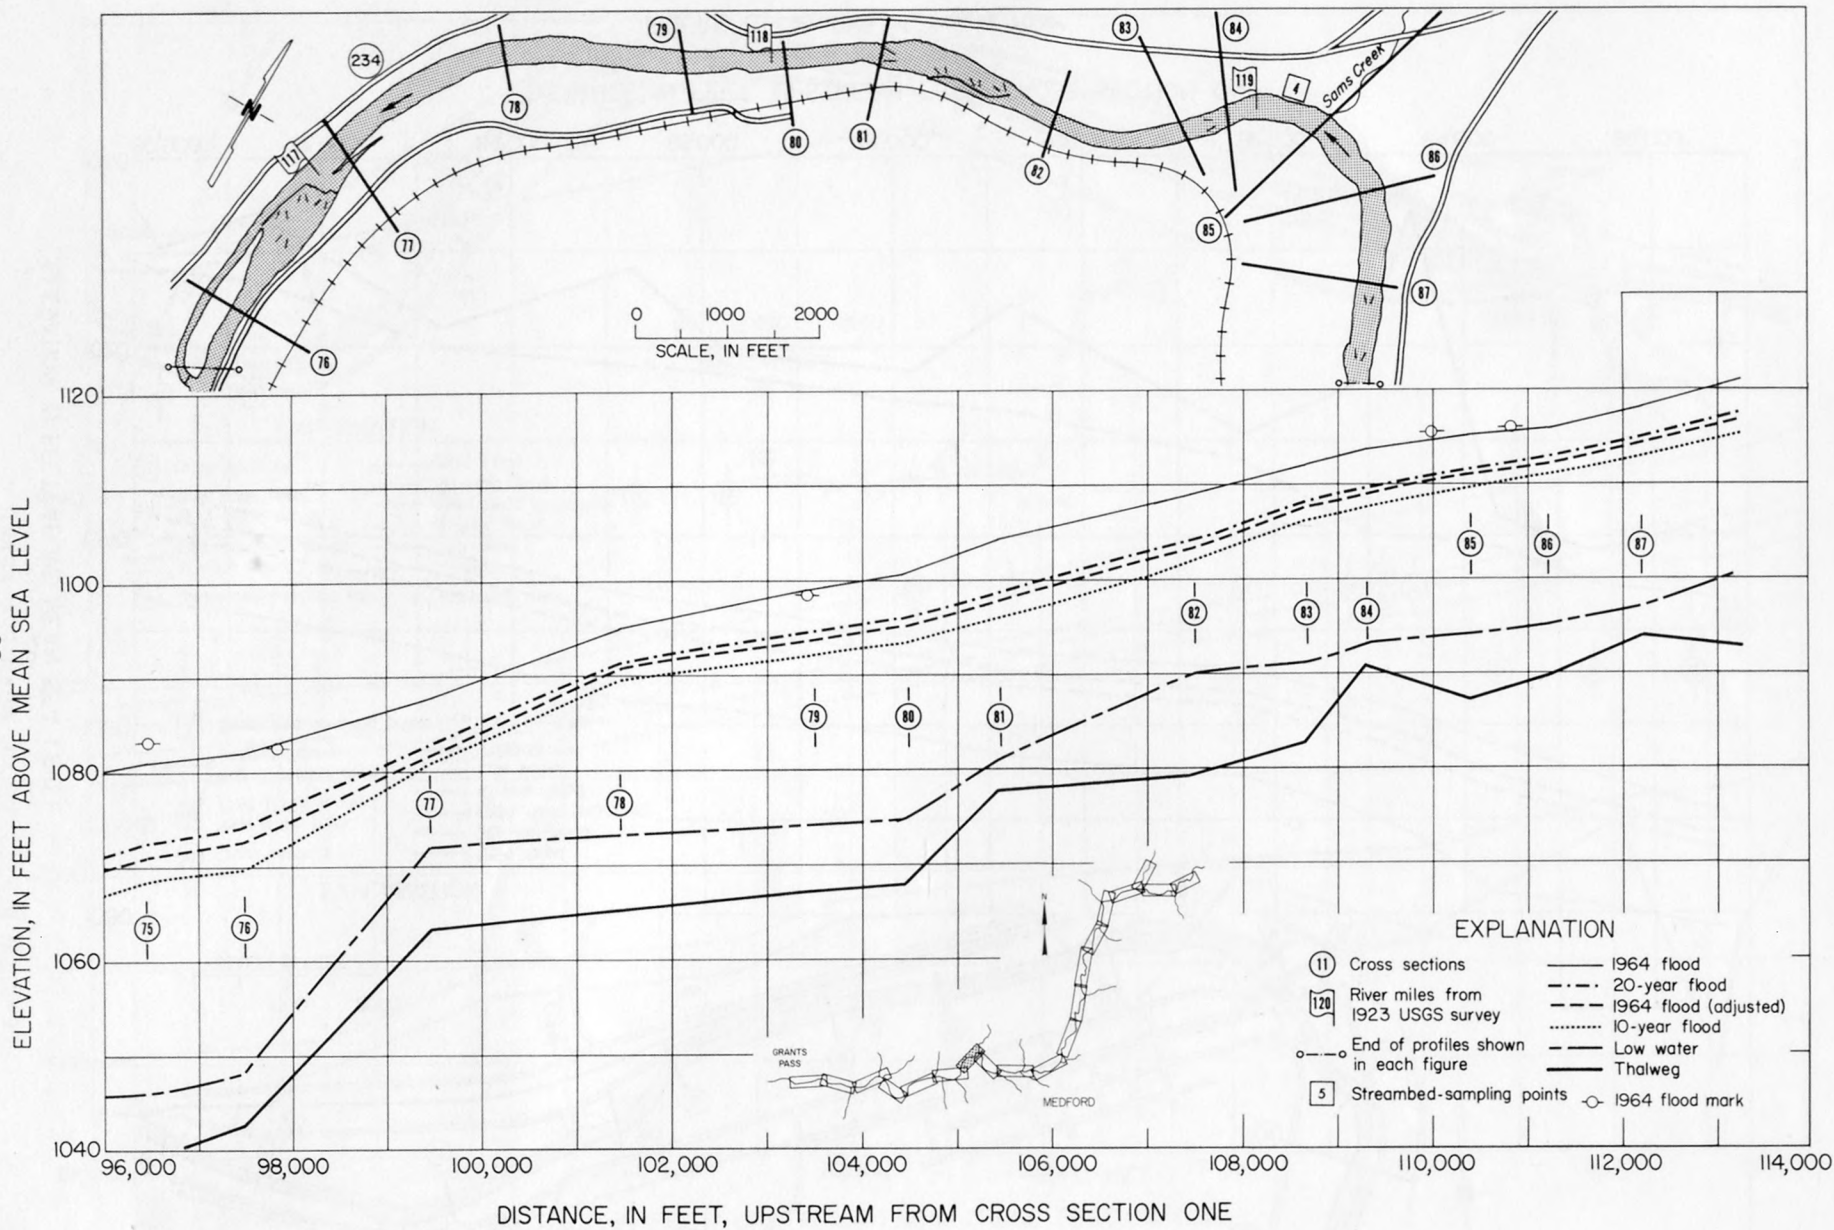 79
118
83
84
234
119
4
Sams Creek
78
117
80
81
82
86
77
85
87
76
0 1000 2000
SCALE, IN FEET
1120
1100
1080
1060
1040
ELEVATION, IN FEET ABOVE MEAN SEA LEVEL
85
86
87
82
83
84
79
80
81
77
78
75
76
N
GRANTS
PASS
MEDFORD
EXPLANATION
11 Cross sections
120 River miles from
1923 USGS survey
End of profiles shown
in each figure
5 Streambed-sampling points
1964 flood
20-year flood
1964 flood (adjusted)
10-year flood
Low water
Thalweg
1964 flood mark
96,000 98,000 100,000 102,000 104,000 106,000 108,000 110,000 112,000 114,000
DISTANCE, IN FEET, UPSTREAM FROM CROSS SECTION ONE